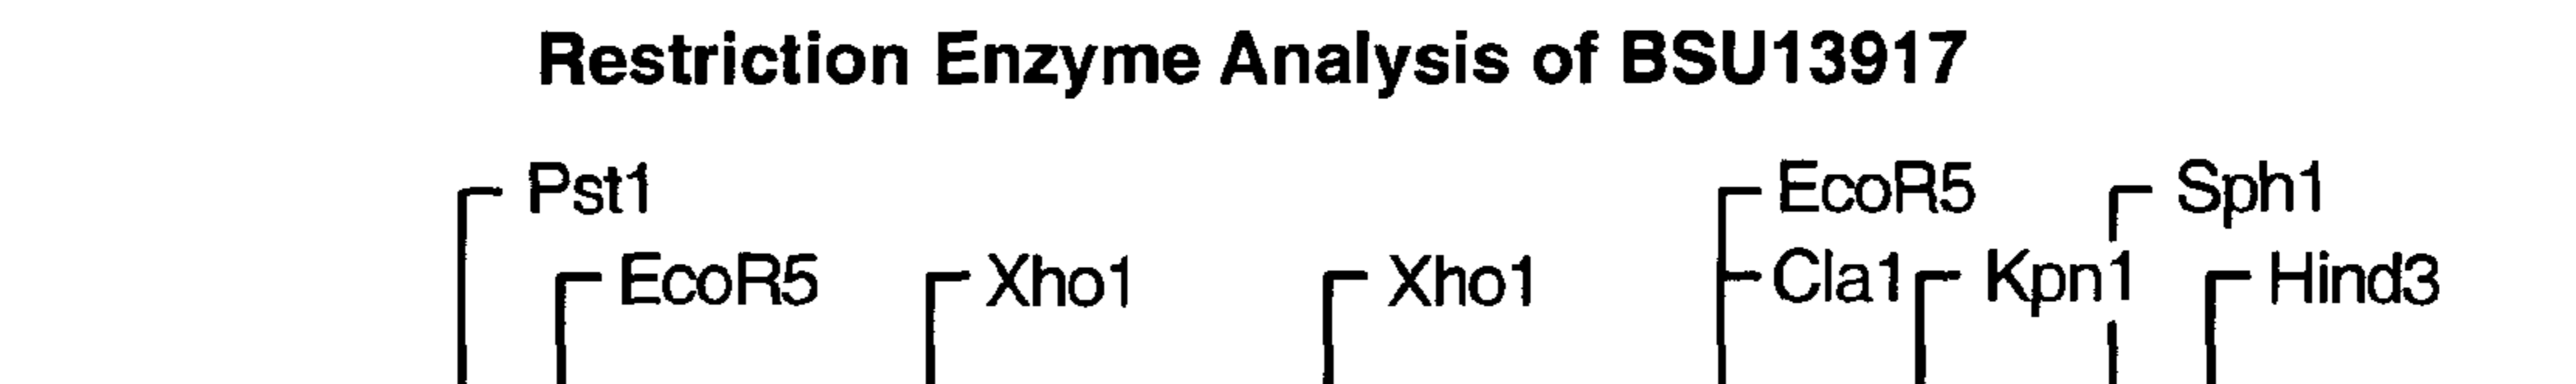 Restriction Enzyme Analysis of BSU13917
Pst1 EcoR5 Sph1
EcoR5 Xho1 Xho1 Cla1 Kpn1 Hind3